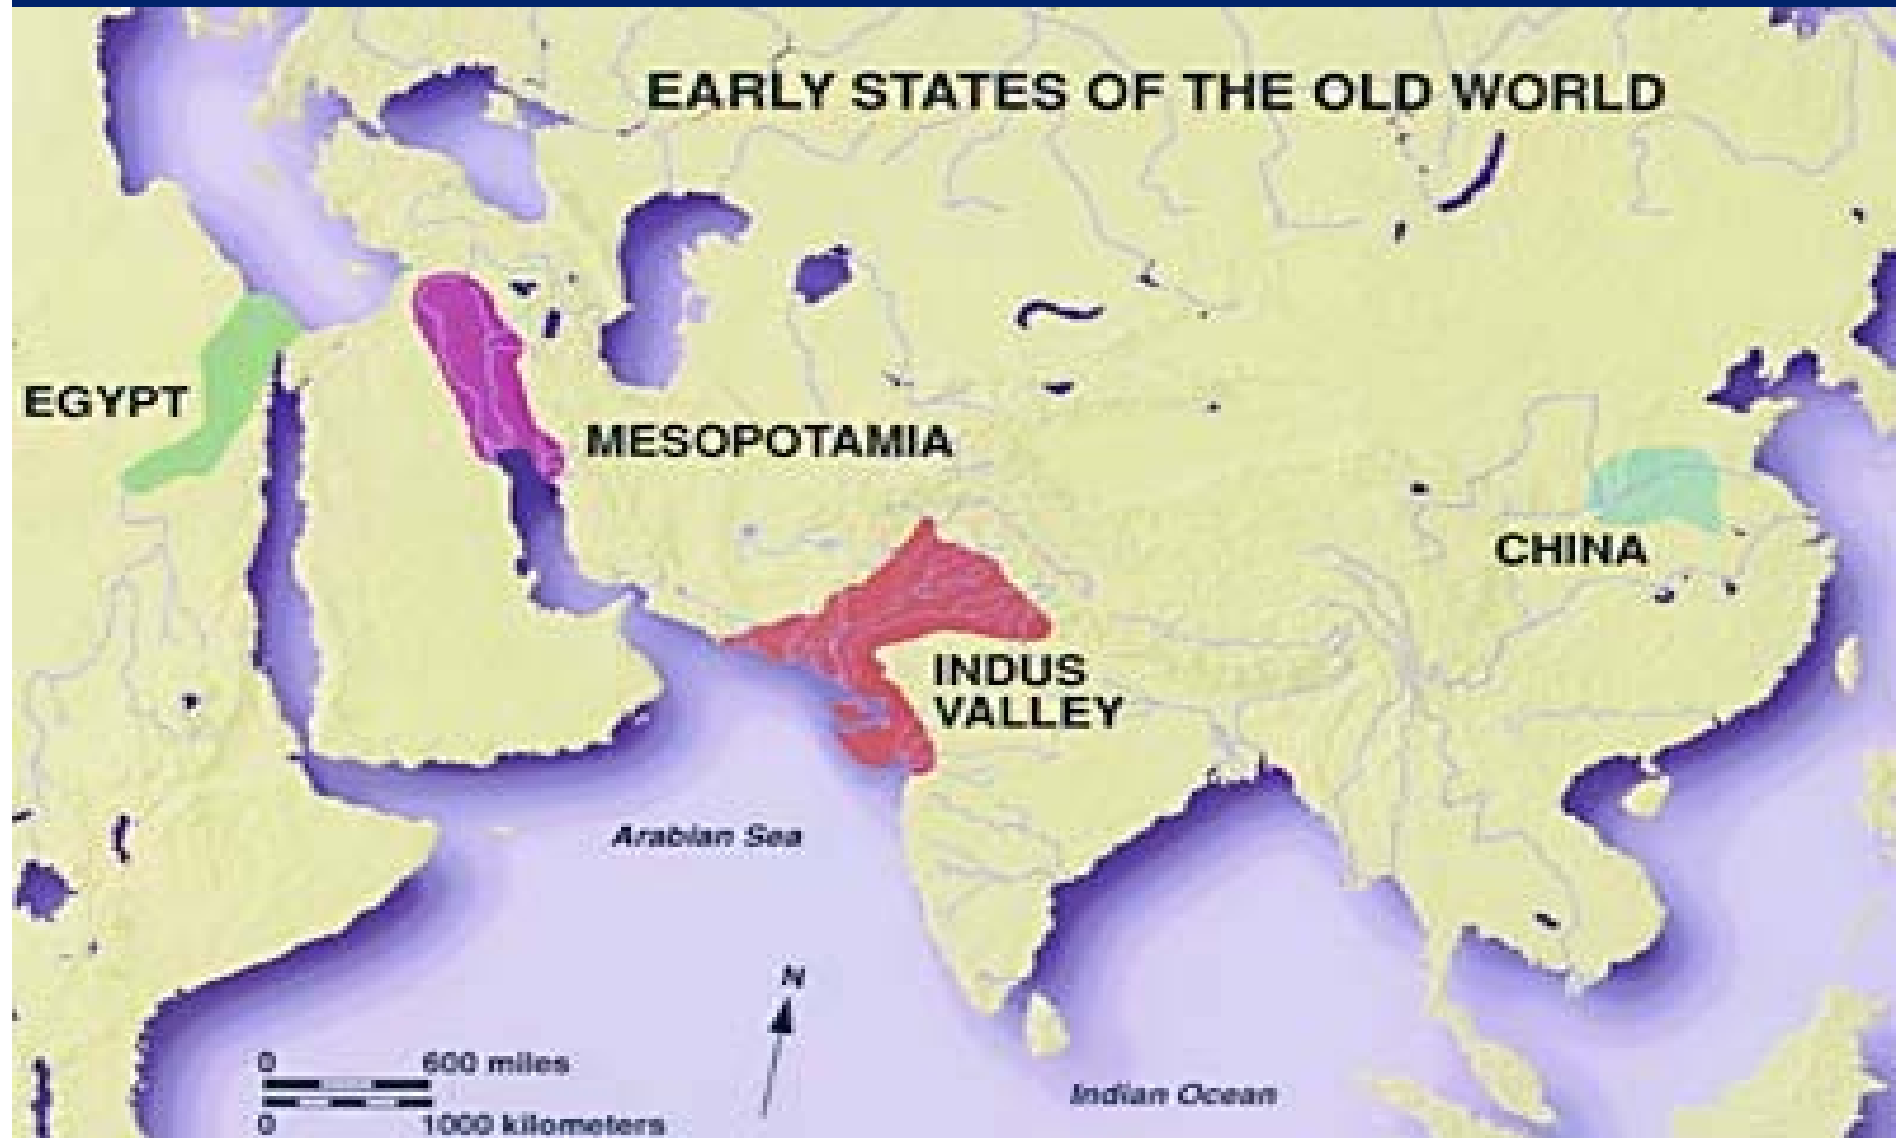 EARLY STATES OF THE OLD WORLD
EGYPT
MESOPOTAMIA
CHINA
INDUS
VALLEY
Arabian Sea
N
0 600 miles
0 1000 kilometers
Indian Ocean